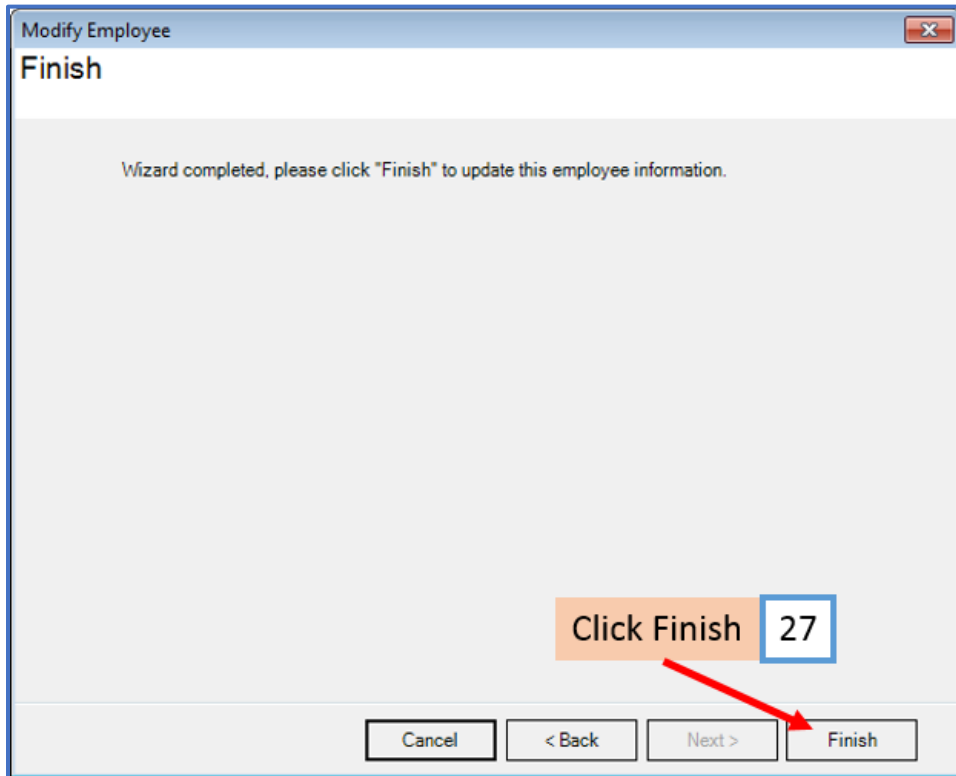 Modify Employee
Finish
Wizard completed, please click "Finish" to update this employee information.
Click Finish 27
Cancel < Back Next > Finish